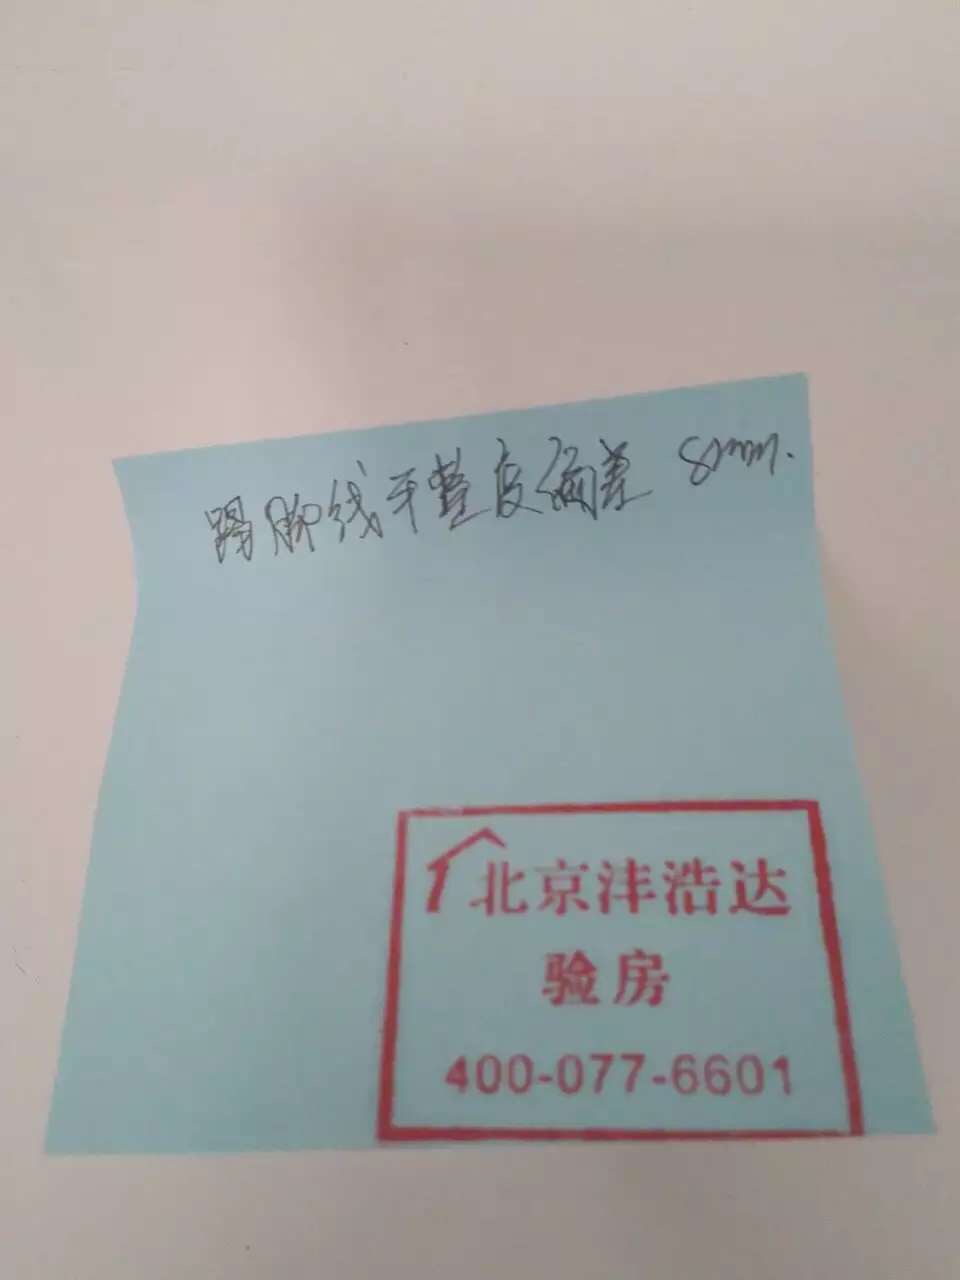 踢脚线平整度偏差 8mm.
北京沣浩达
验房
400-077-6601